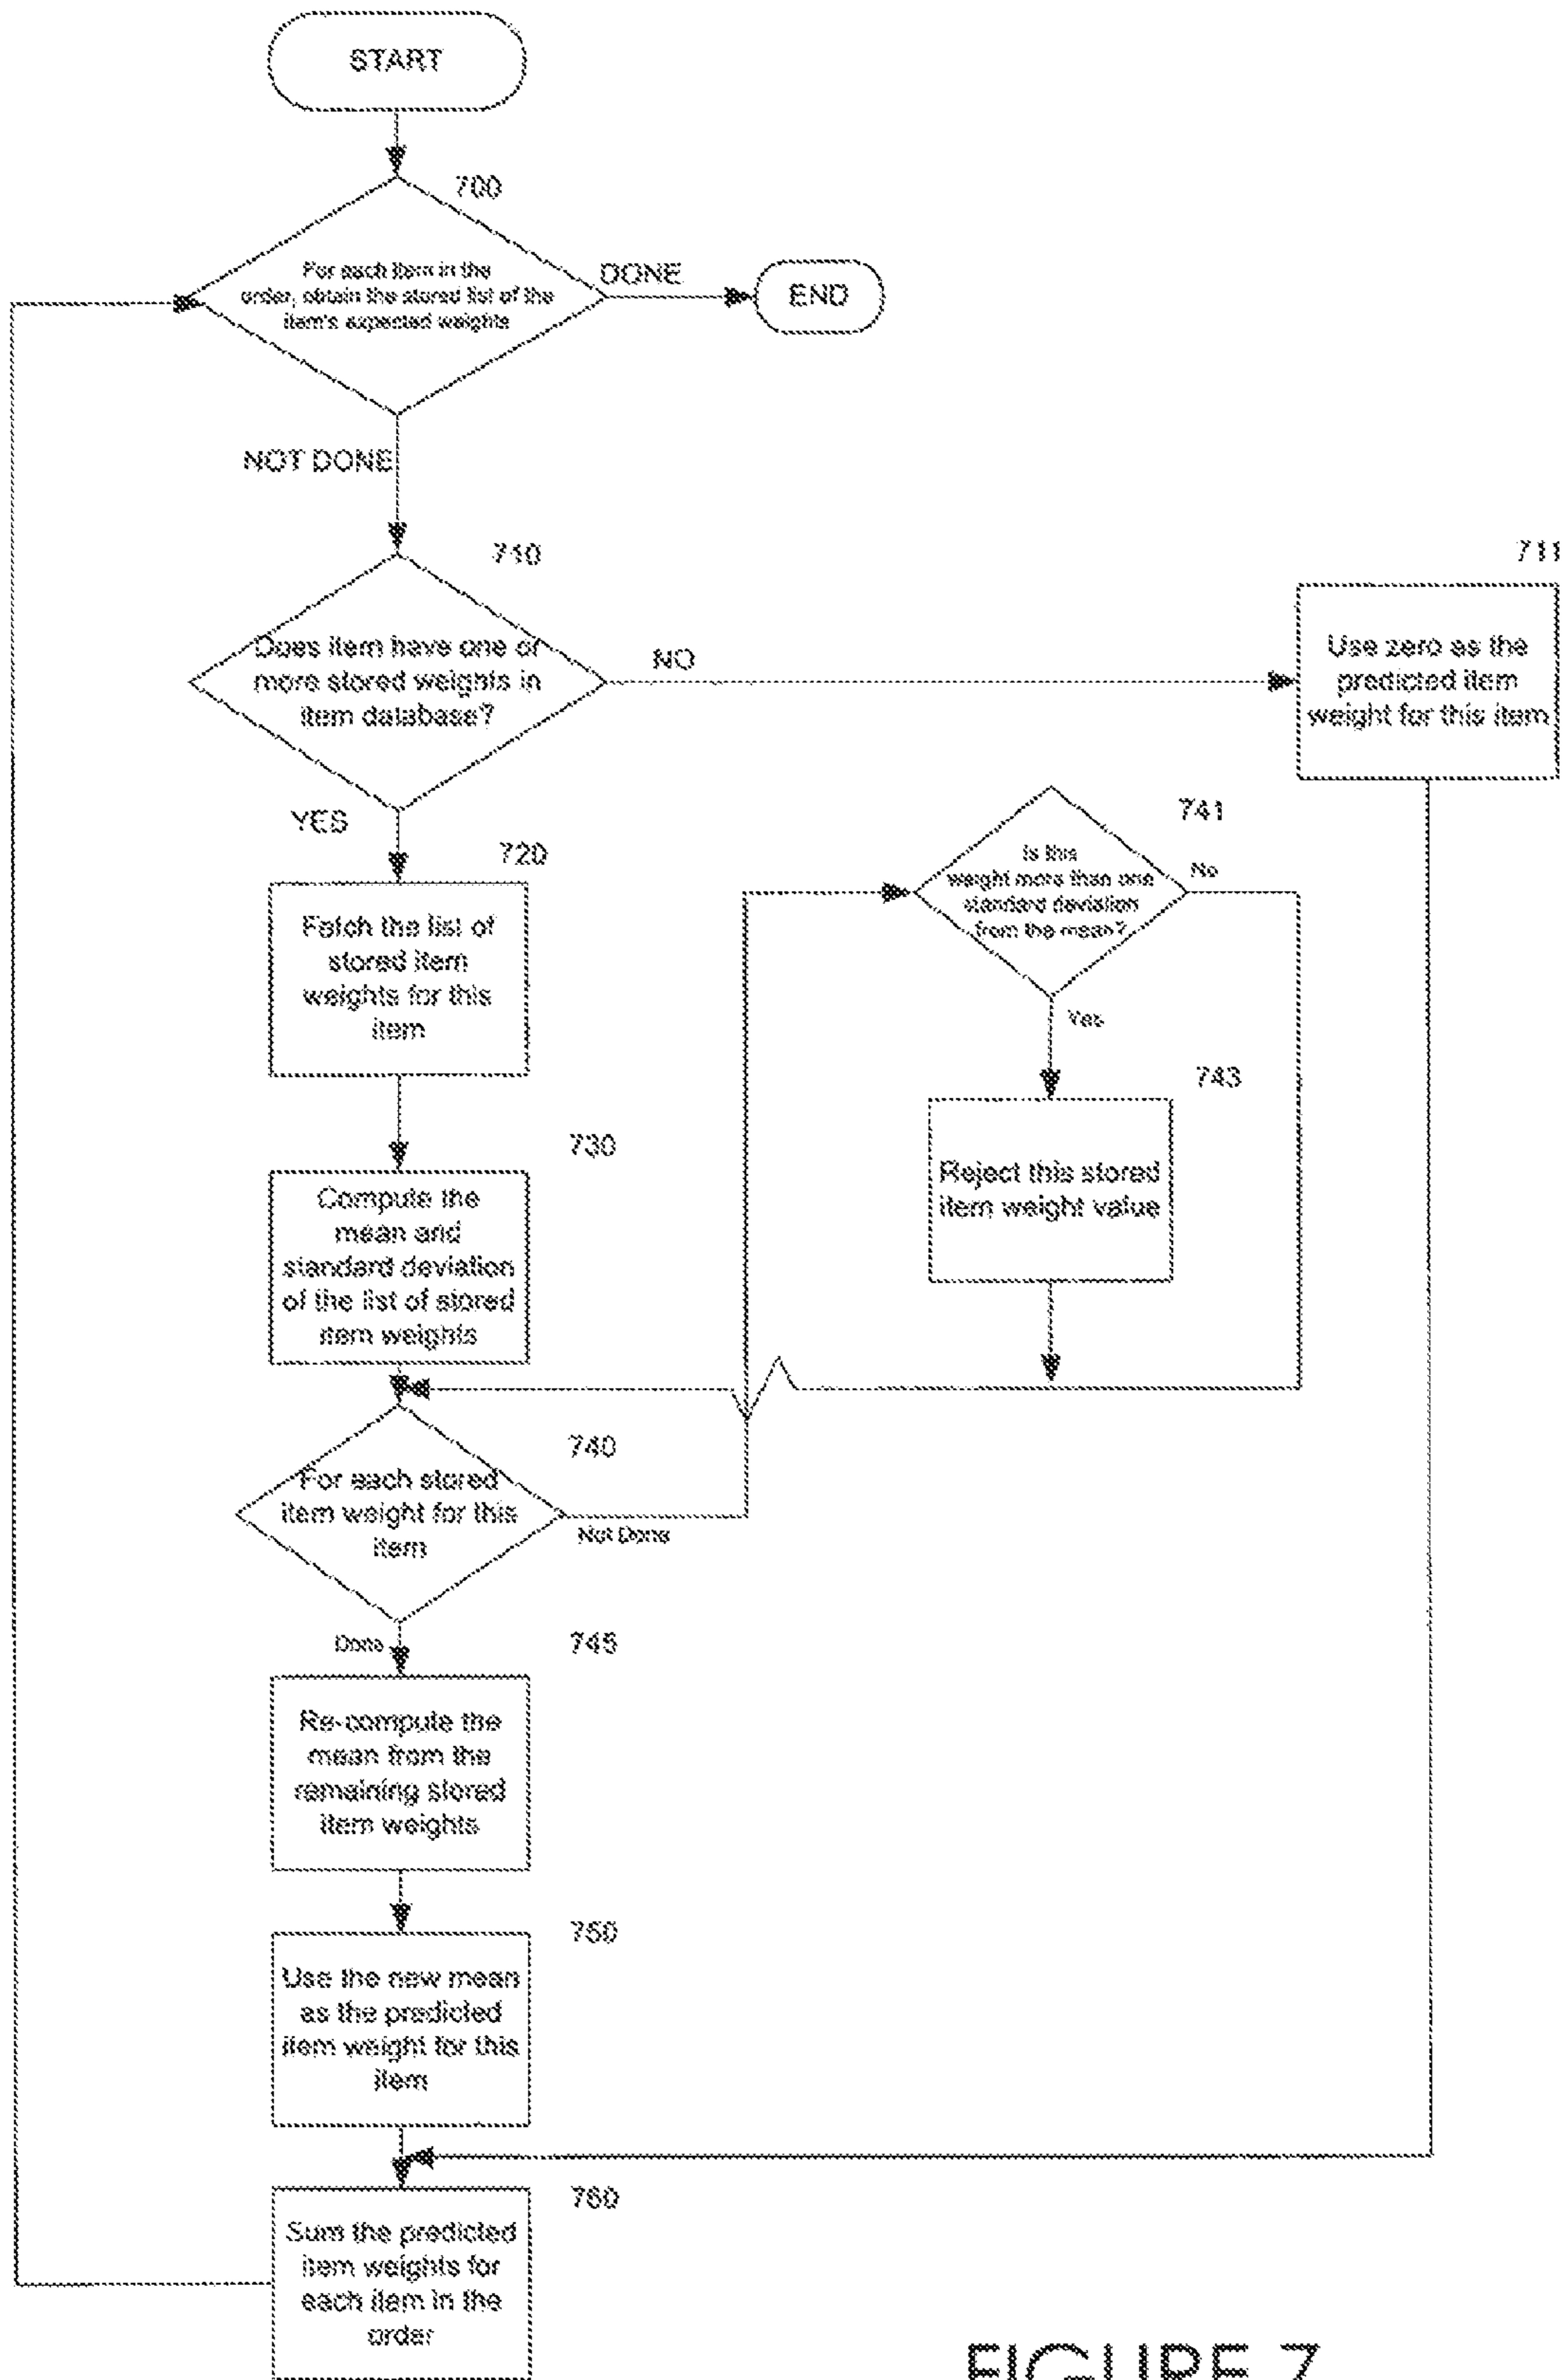 START
700
For each item in the
order, obtain the stored list of the
item's expected weights
DONE
END
NOT DONE
710
Does item have one or
more stored weights in
item database?
NO
711
Use zero as the
predicted item
weight for this item
YES
720
Fetch the list of
stored item
weights for this
item
741
Is this
weight more than one
standard deviation
from the mean?
No
Yes
743
Reject this stored
item weight value
730
Compute the
mean and
standard deviation
of the list of stored
item weights
740
For each stored
item weight for this
item
Not Done
Done
745
Re-compute the
mean from the
remaining stored
item weights
750
Use the new mean
as the predicted
item weight for this
item
760
Sum the predicted
item weights for
each item in the
order
FIGURE 7